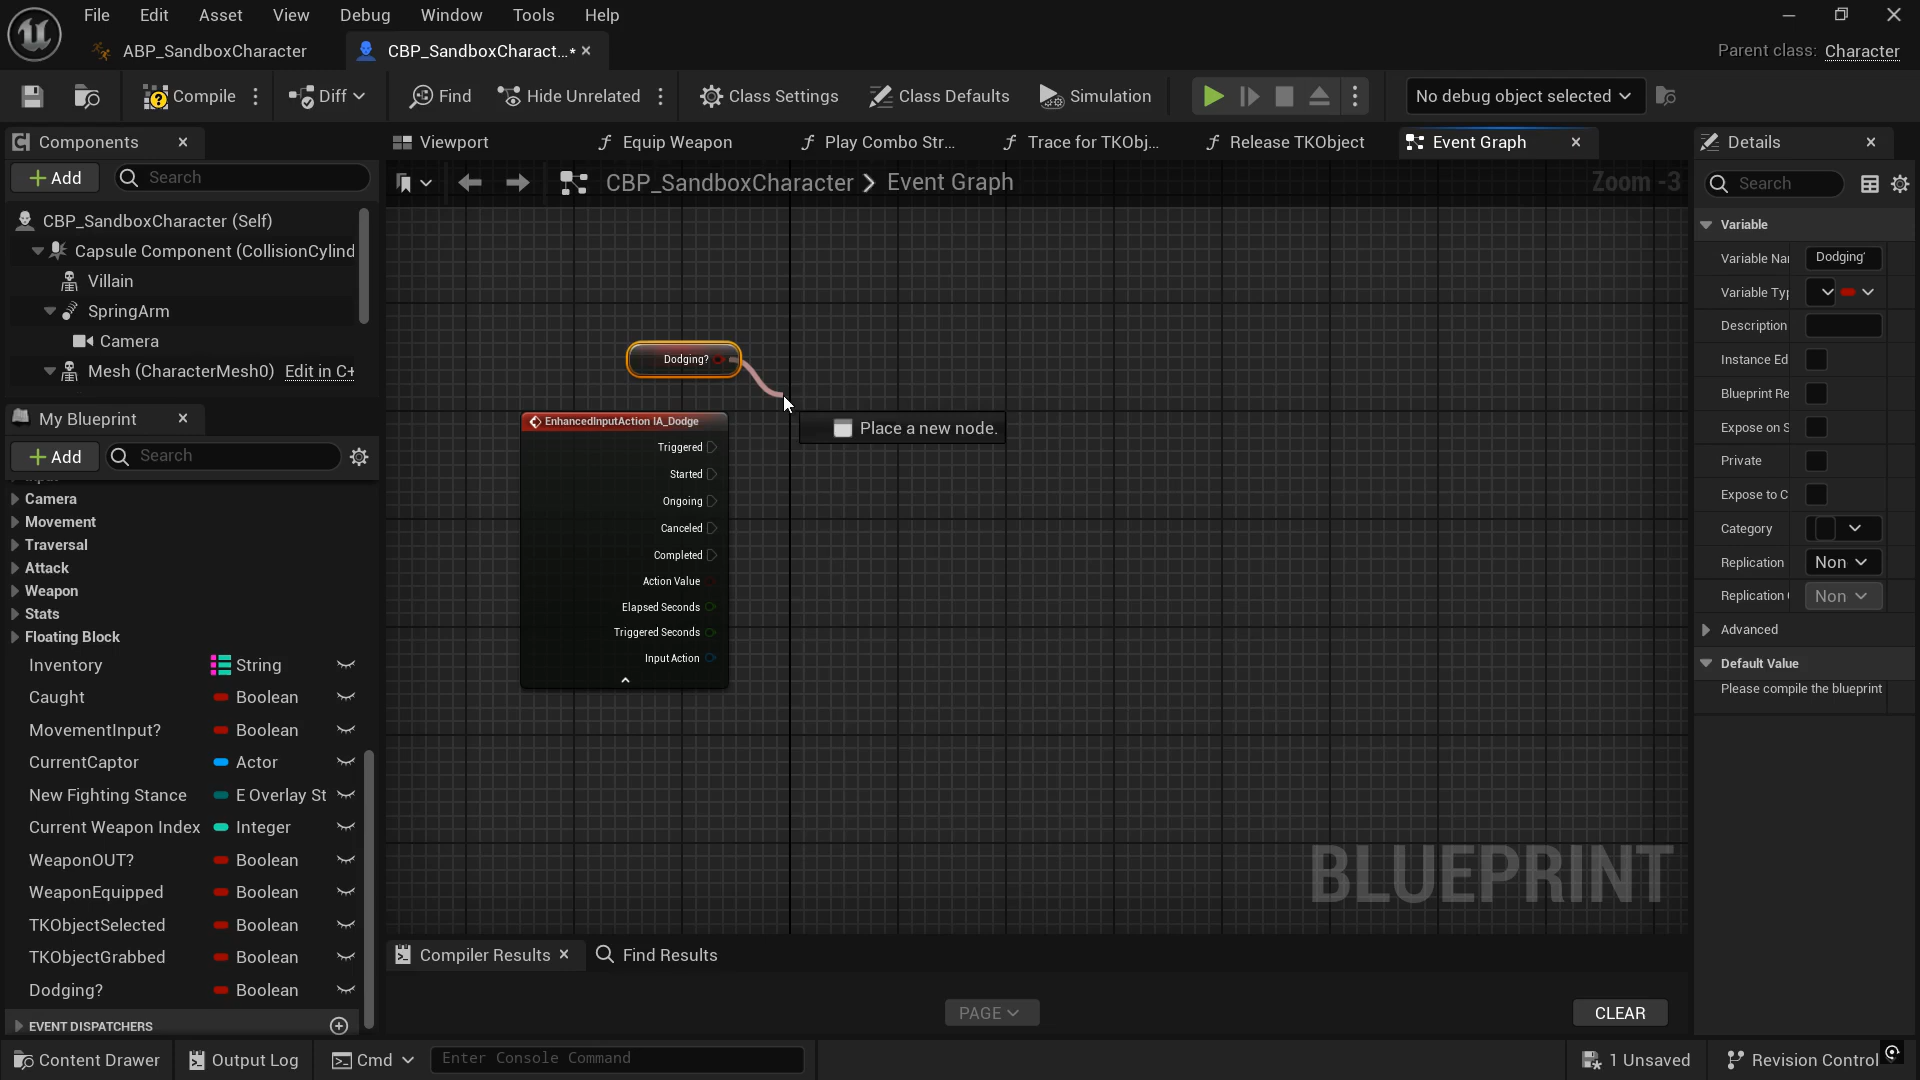 File Edit Asset View Debug Window Tools Help
ABP_SandboxCharacter
CBP_SandboxCharact...*
Parent class: Character
Compile
Diff
Find
Hide Unrelated
Class Settings
Class Defaults
Simulation
No debug object selected
Components
Viewport
Equip Weapon
Play Combo Str...
Trace for TKObj...
Release TKObject
Event Graph
Details
Add
Search
CBP_SandboxCharacter > Event Graph
Zoom -3
Search
CBP_SandboxCharacter (Self)
Capsule Component (CollisionCylind
Villain
SpringArm
Camera
Mesh (CharacterMesh0) Edit in C+
My Blueprint
Add
Search
Camera
Movement
Traversal
Attack
Weapon
Stats
Floating Block
Inventory String
Caught Boolean
MovementInput? Boolean
CurrentCaptor Actor
New Fighting Stance E Overlay St
Current Weapon Index Integer
WeaponOUT? Boolean
WeaponEquipped Boolean
TKObjectSelected Boolean
TKObjectGrabbed Boolean
Dodging? Boolean
EVENT DISPATCHERS
Dodging?
Place a new node.
EnhancedInputAction IA_Dodge
Triggered
Started
Ongoing
Canceled
Completed
Action Value
Elapsed Seconds
Triggered Seconds
Input Action
BLUEPRINT
Variable
Variable Nar Dodging?
Variable Typ
Description
Instance Ed
Blueprint Re
Expose on S
Private
Expose to C
Category
Replication Non
Replication Non
Advanced
Default Value
Please compile the blueprint
Compiler Results
Find Results
PAGE
CLEAR
Content Drawer
Output Log
Cmd
Enter Console Command
1 Unsaved
Revision Control